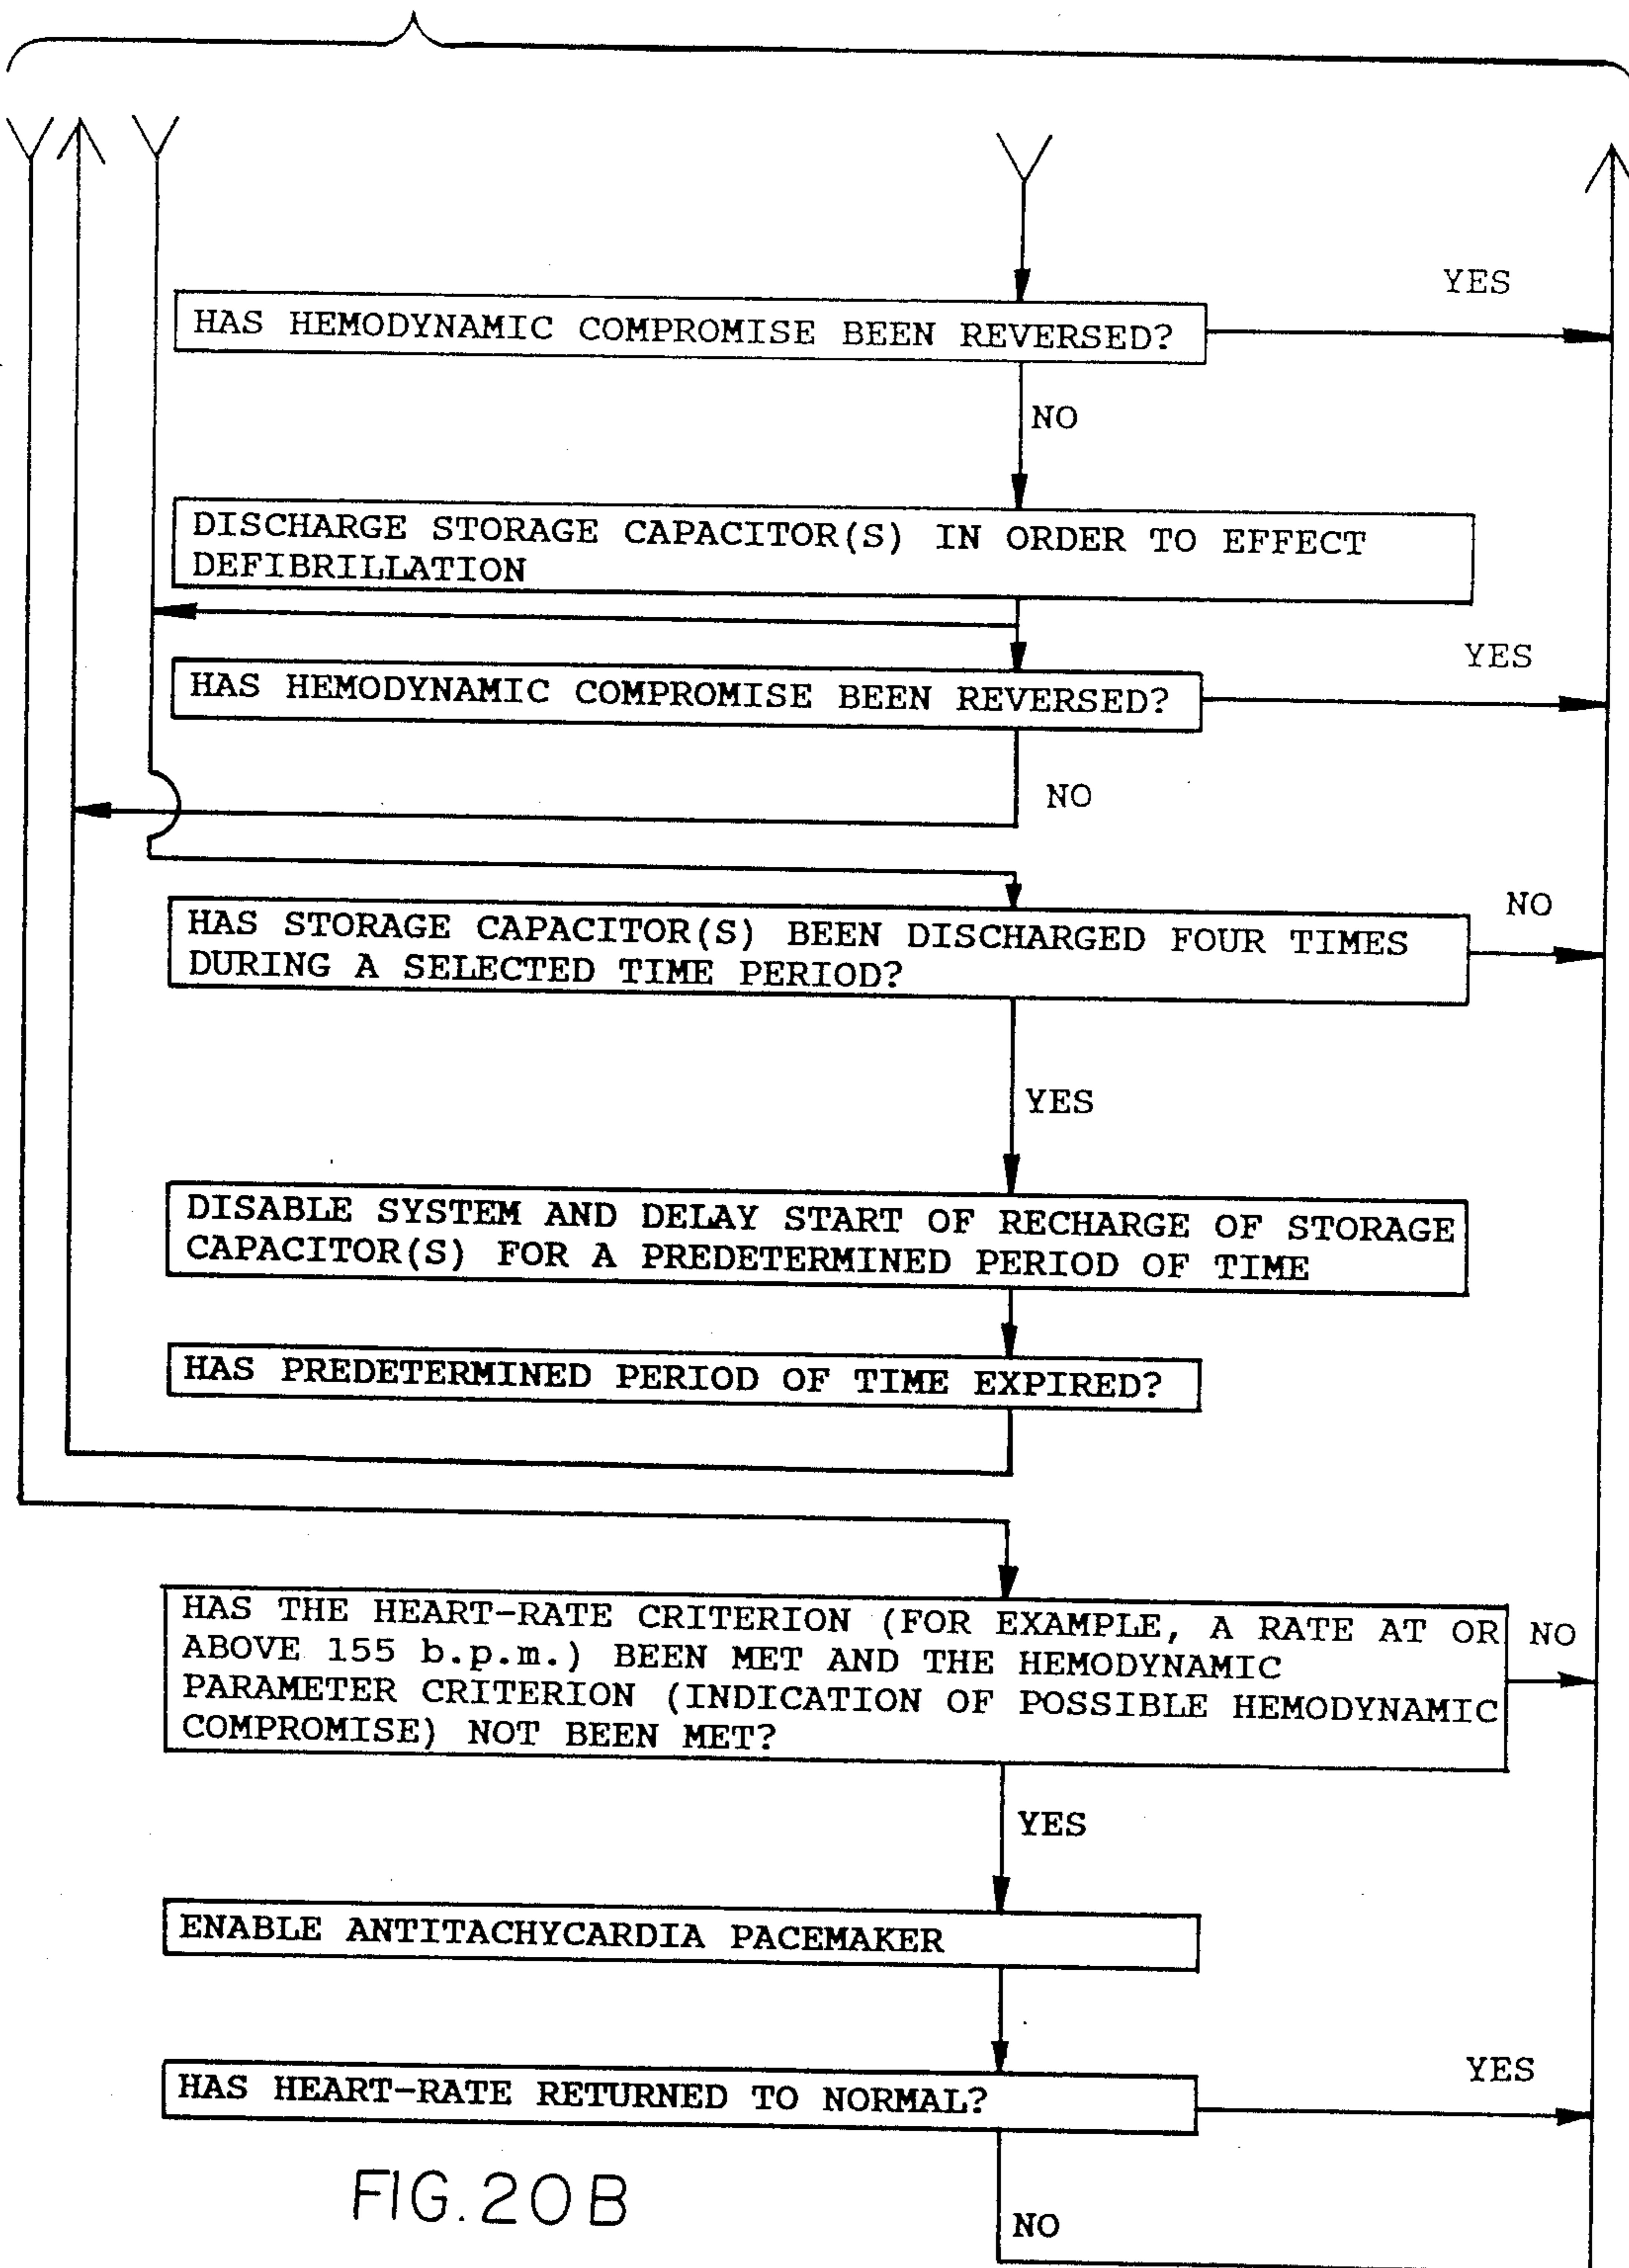 YES
HAS HEMODYNAMIC COMPROMISE BEEN REVERSED?
NO
DISCHARGE STORAGE CAPACITOR(S) IN ORDER TO EFFECT
DEFIBRILLATION
YES
HAS HEMODYNAMIC COMPROMISE BEEN REVERSED?
NO
NO
HAS STORAGE CAPACITOR(S) BEEN DISCHARGED FOUR TIMES
DURING A SELECTED TIME PERIOD?
YES
DISABLE SYSTEM AND DELAY START OF RECHARGE OF STORAGE
CAPACITOR(S) FOR A PREDETERMINED PERIOD OF TIME
HAS PREDETERMINED PERIOD OF TIME EXPIRED?
HAS THE HEART-RATE CRITERION (FOR EXAMPLE, A RATE AT OR
NO
ABOVE 155 b.p.m.) BEEN MET AND THE HEMODYNAMIC
PARAMETER CRITERION (INDICATION OF POSSIBLE HEMODYNAMIC
COMPROMISE) NOT BEEN MET?
YES
ENABLE ANTITACHYCARDIA PACEMAKER
YES
HAS HEART-RATE RETURNED TO NORMAL?
NO
FIG. 20B